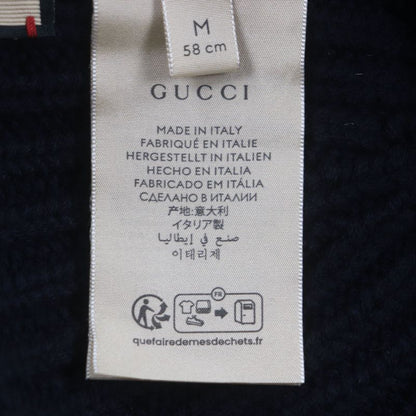 M
58 cm
GUCCI
MADE IN ITALY
FABRIQUÉ EN ITALIE
HERGESTELLT IN ITALIEN
HECHO EN ITALIA
FABRICADO EM ITÁLIA
СДЕЛАНО В ИТАЛИИ
产地:意大利
イタリア製
صنع في إيطاليا
이태리제
FR
quefairedemesdechets.fr